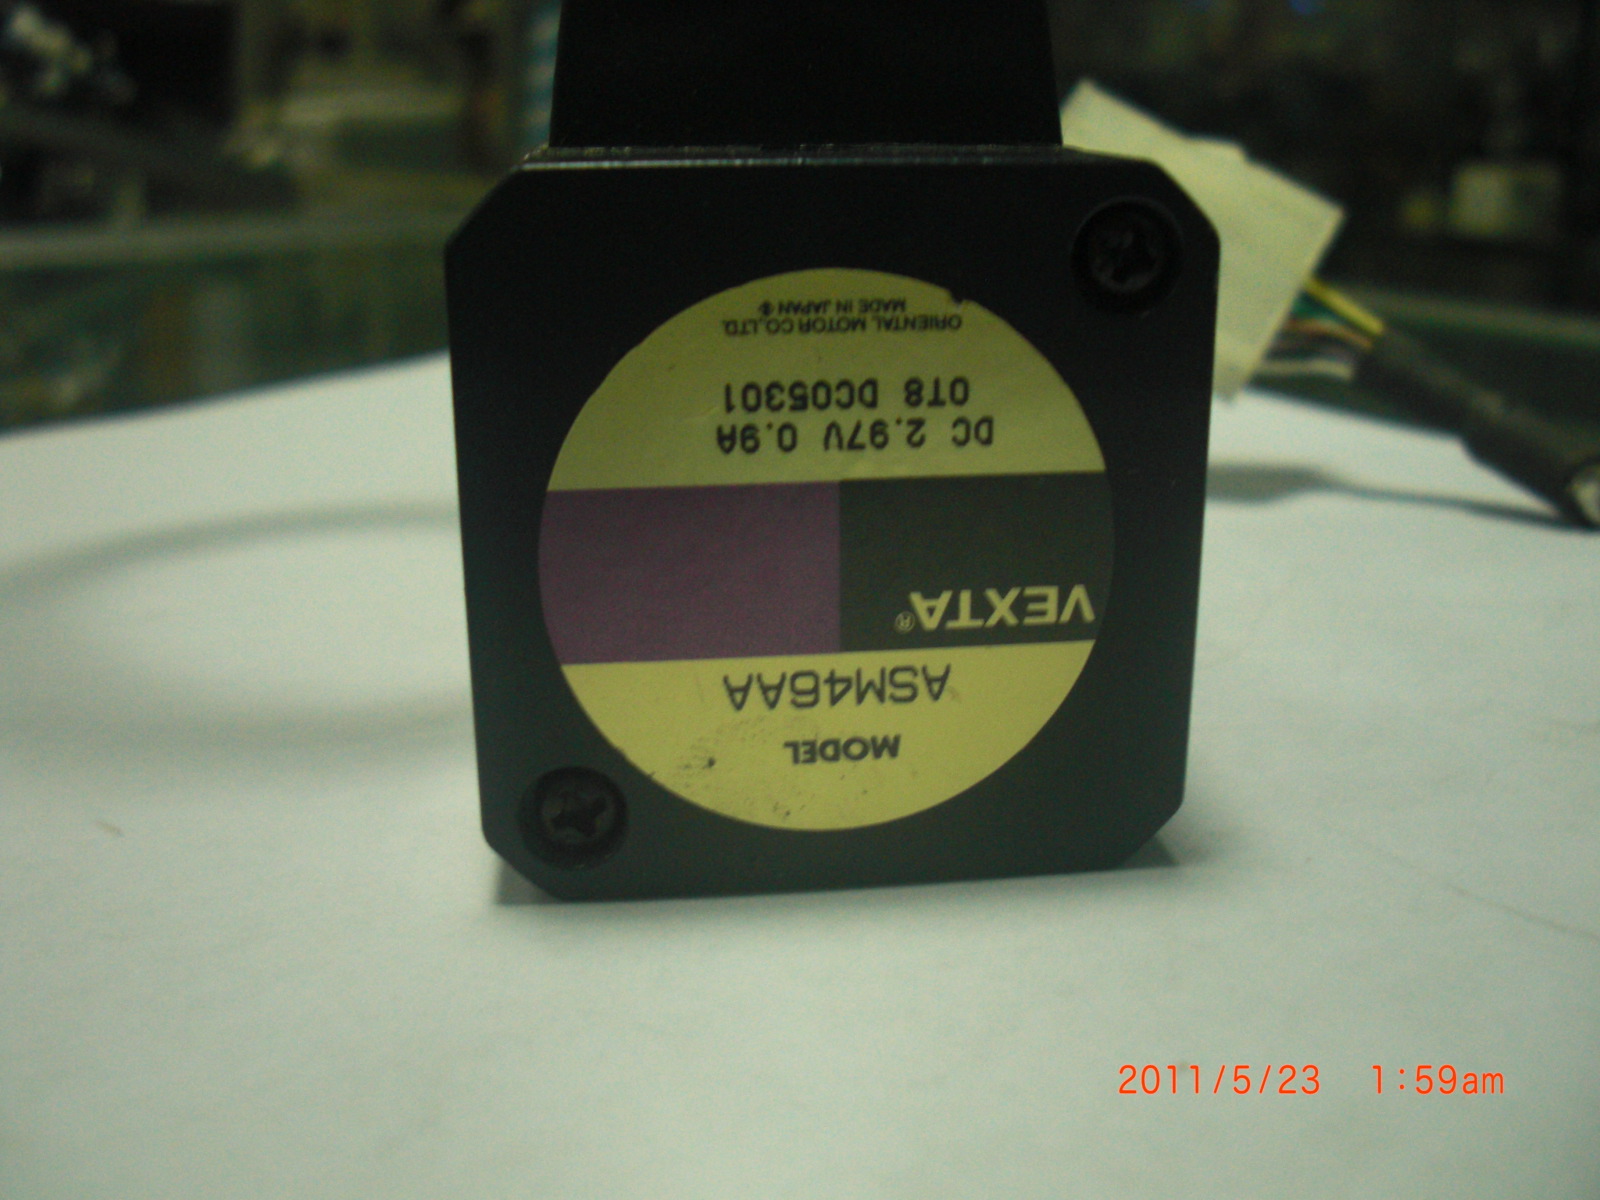 MODEL
ASM46AA
VEXTA®
DC 2.97V 0.9A
0T8 DC05301
ORIENTAL MOTOR CO.,LTD.
MADE IN JAPAN
2011/5/23 1:59am